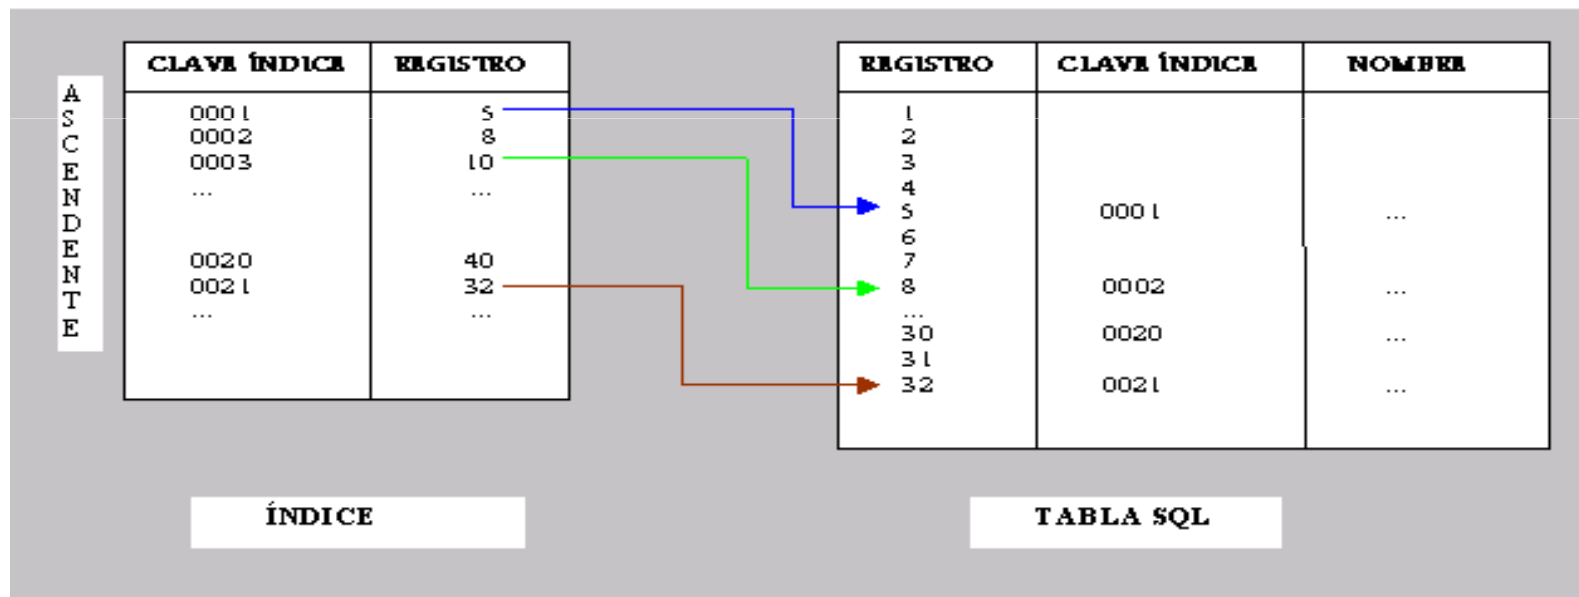 CLAVE ÍNDICE REGISTRO
0001 5
0002 8
0003 10
... ...
0020 40
0021 32
... ...
ASCENDENTE
ÍNDICE
REGISTRO CLAVE ÍNDICE NOMBRE
1
2
3
4
5 0001 ...
6
7
8 0002 ...
...
30 0020 ...
31
32 0021 ...
TABLA SQL